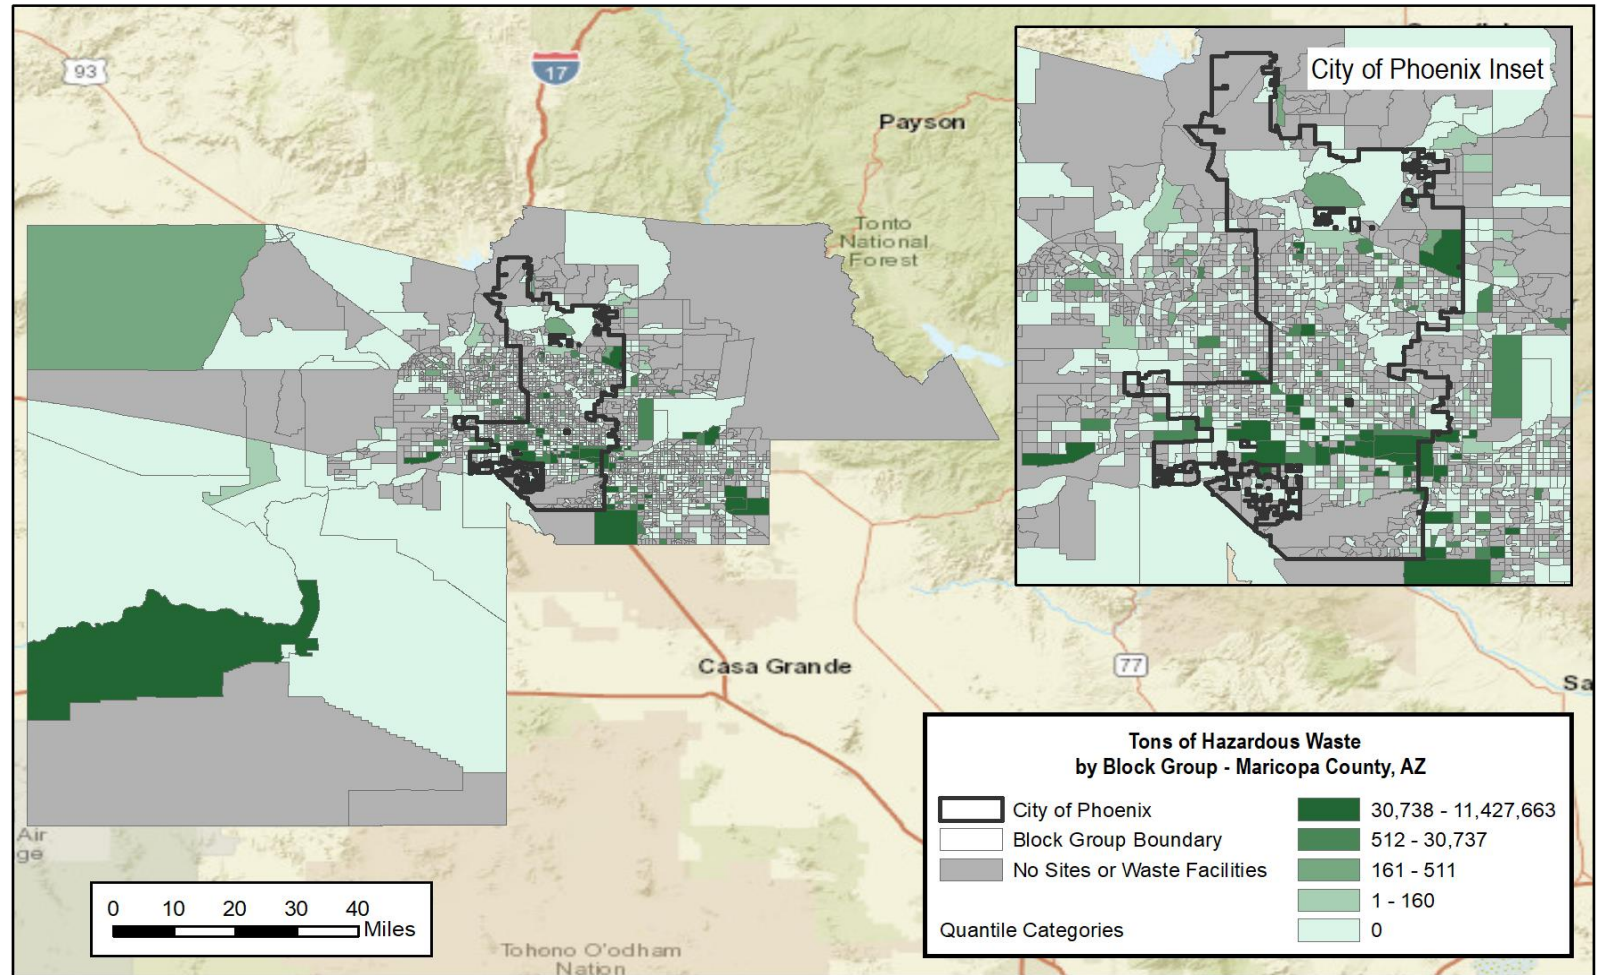 93
17
Payson
Tonto
National
Forest
City of Phoenix Inset
Casa Grande
77
Sa
Air
ge
Tohono O'odham
Nation
0 10 20 30 40
Miles
Tons of Hazardous Waste
by Block Group - Maricopa County, AZ
City of Phoenix
Block Group Boundary
No Sites or Waste Facilities
Quantile Categories
30,738 - 11,427,663
512 - 30,737
161 - 511
1 - 160
0